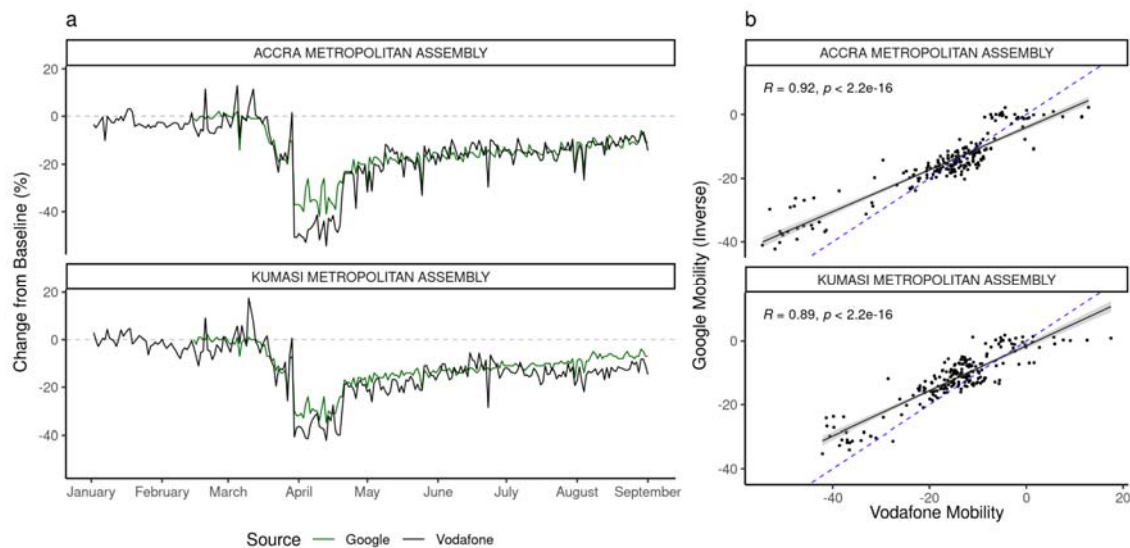 a
ACCRA METROPOLITAN ASSEMBLY
20
0
-20
-40
KUMASI METROPOLITAN ASSEMBLY
20
0
-20
-40
Change from Baseline (%)
January February March April May June July August September
Source Google Vodafone
b
ACCRA METROPOLITAN ASSEMBLY
R = 0.92, p < 2.2e-16
0
-20
-40
KUMASI METROPOLITAN ASSEMBLY
R = 0.89, p < 2.2e-16
0
-20
-40
Google Mobility (Inverse)
-40 -20 0 20
Vodafone Mobility